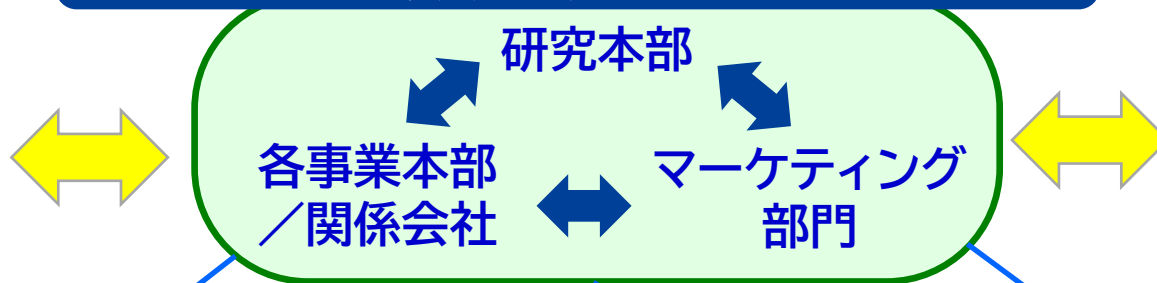 研究本部
各事業本部
／関係会社
マーケティング
部門